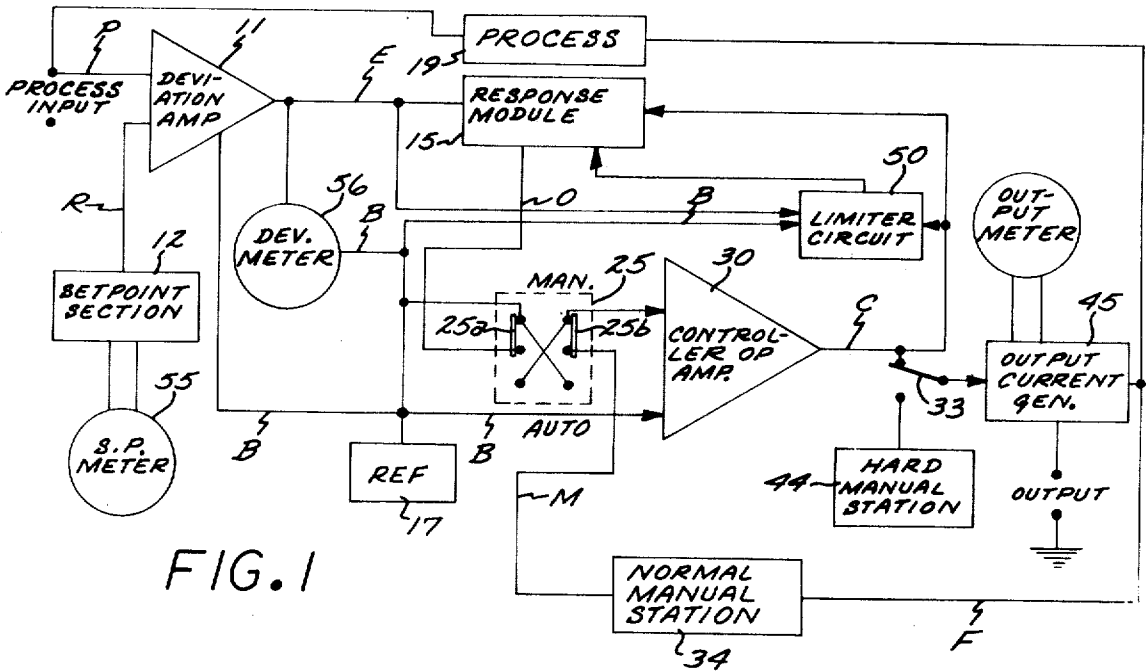 P
11
PROCESS
19
PROCESS
INPUT
DEVI-
ATION
AMP
E
RESPONSE
MODULE
15
R
56
DEV.
METER
B
O
B
50
LIMITER
CIRCUIT
OUT-
PUT
METER
12
SETPOINT
SECTION
MAN.
25
25a
25b
30
CONTROL-
LER OP
AMP.
C
45
OUTPUT
CURRENT
GEN.
33
55
S.P.
METER
B
B
AUTO
REF
17
M
44
HARD
MANUAL
STATION
OUTPUT
FIG. 1
NORMAL
MANUAL
STATION
34
F